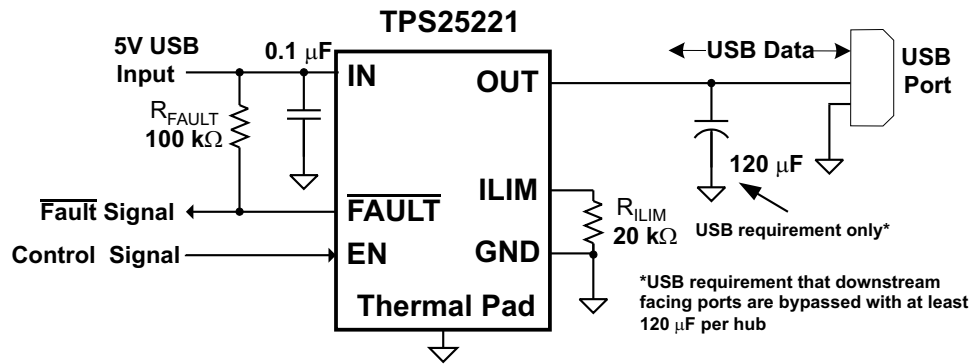 TPS25221
5V USB
Input
0.1 μF
IN
OUT
USB Data
USB
Port
RFAULT
100 kΩ
120 μF
USB requirement only*
Fault Signal
FAULT
ILIM
RILIM
20 kΩ
Control Signal
EN
GND
Thermal Pad
*USB requirement that downstream
facing ports are bypassed with at least
120 μF per hub